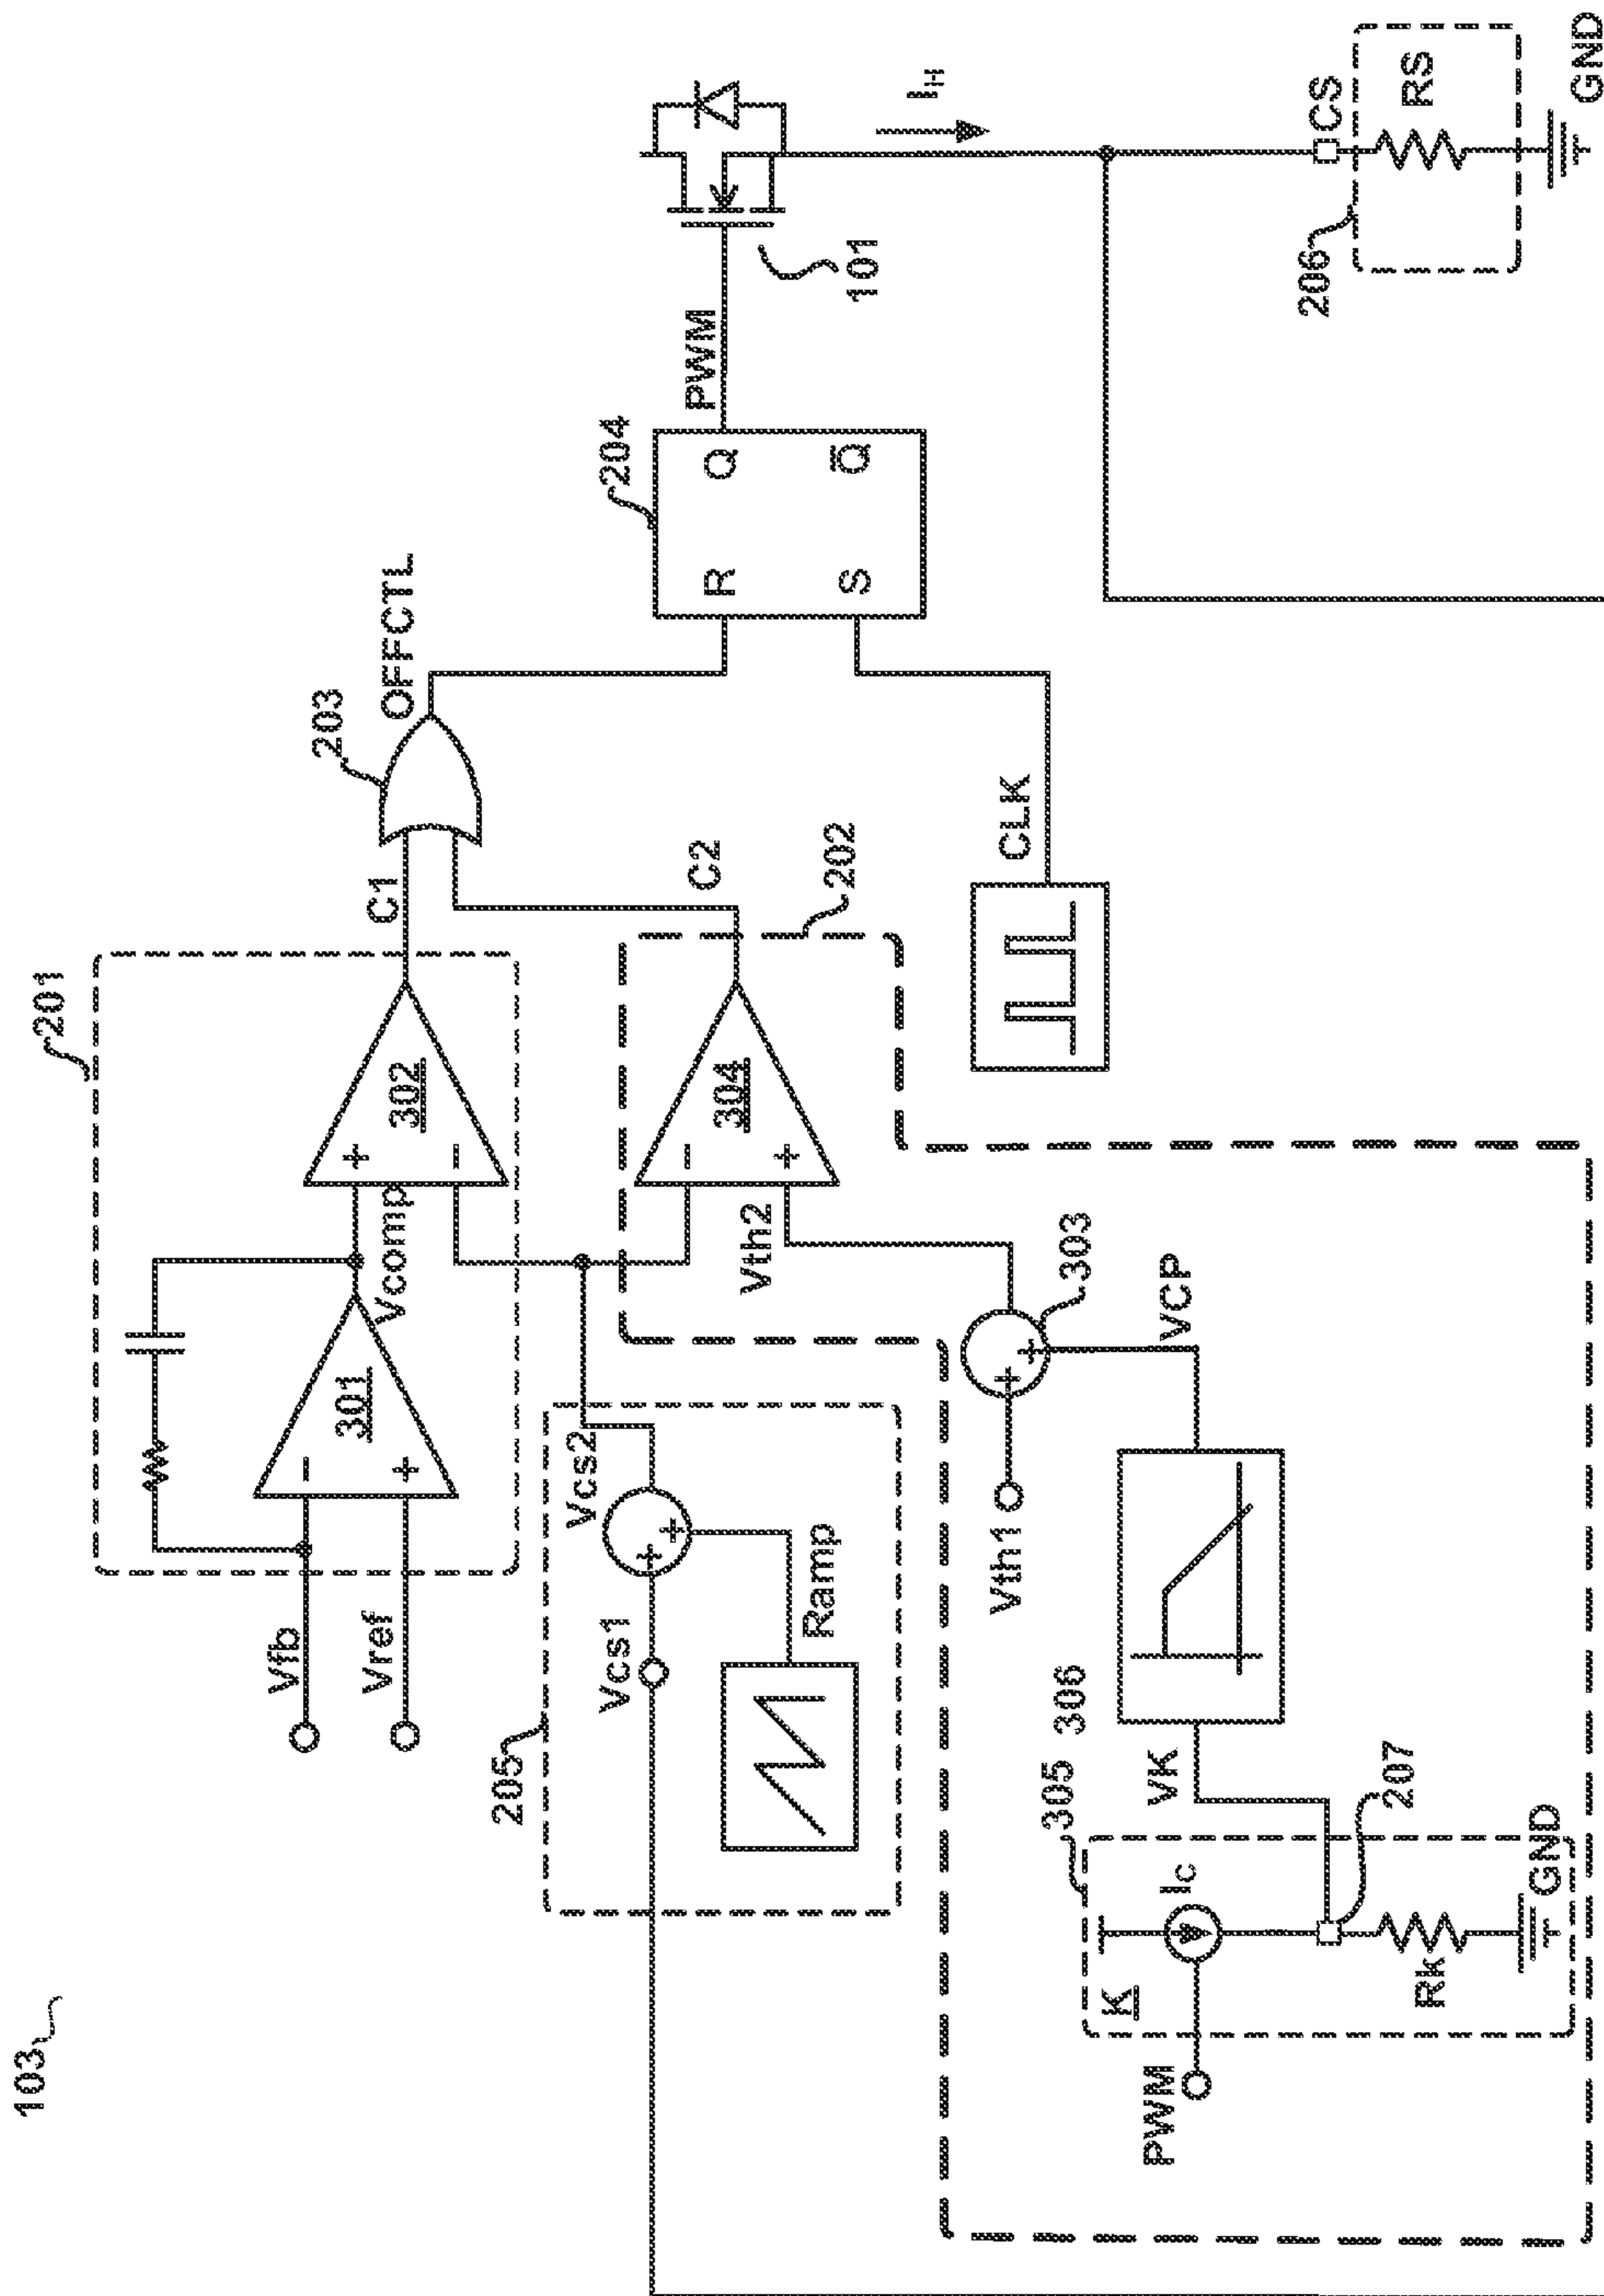 103
201
Vfb
Vref
301
Vcomp
302
C1
203
OFFCTL
204
R
Q
S
Q̅
PWM
101
IH
CS
206
RS
GND
205
Vcs1
Vcs2
Ramp
304
C2
202
Vth2
CLK
Vth1
303
VCP
305
306
VK
207
PWM
K
IC
Rk
GND
+
−
−
+
−
+
−
+
+
+
+
+